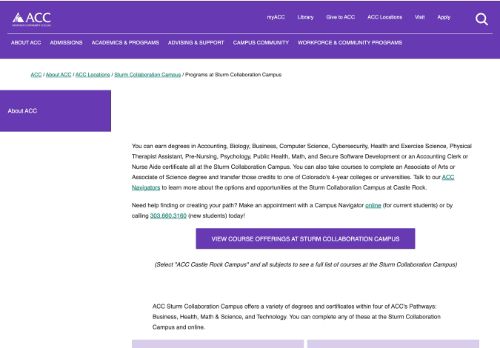 myACC Library Give to ACC ACC Locations Visit Apply
ACC
ABOUT ACC ADMISSIONS ACADEMICS & PROGRAMS ADVISING & SUPPORT CAMPUS COMMUNITY WORKFORCE & COMMUNITY PROGRAMS
ACC / About ACC / ACC Locations / Sturm Collaboration Campus / Programs at Sturm Collaboration Campus
About ACC
You can earn degrees in Accounting, Biology, Business, Computer Science, Cybersecurity, Health and Exercise Science, Physical
Therapist Assistant, Pre-Nursing, Psychology, Public Health, Math, and Secure Software Development or an Accounting Clerk or
Nurse Aide certificate all at the Sturm Collaboration Campus. You can also take courses to complete an Associate of Arts or
Associate of Science degree and transfer those credits to one of Colorado's 4-year colleges or universities. Talk to our ACC
Navigators to learn more about the options and opportunities at the Sturm Collaboration Campus at Castle Rock.
Need help finding or creating your path? Make an appointment with a Campus Navigator online (for current students) or by
calling 303.660.3160 (new students) today!
VIEW COURSE OFFERINGS AT STURM COLLABORATION CAMPUS
(Select "ACC Castle Rock Campus" and all subjects to see a full list of courses at the Sturm Collaboration Campus)
ACC Sturm Collaboration Campus offers a variety of degrees and certificates within four of ACC's Pathways:
Business, Health, Math & Science, and Technology. You can complete any of these at the Sturm Collaboration
Campus and online.